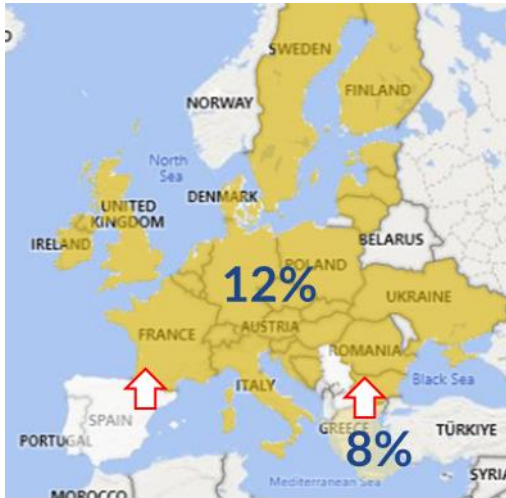 SWEDEN
FINLAND
NORWAY
North
Sea
DENMARK
UNITED
KINGDOM
IRELAND
BELARUS
POLAND
12%
UKRAINE
FRANCE
AUSTRIA
ROMANIA
ITALY
Black Sea
SPAIN
PORTUGAL
GREECE
8%
TÜRKIYE
Mediterranean Sea
SYRIA
MOROCCO